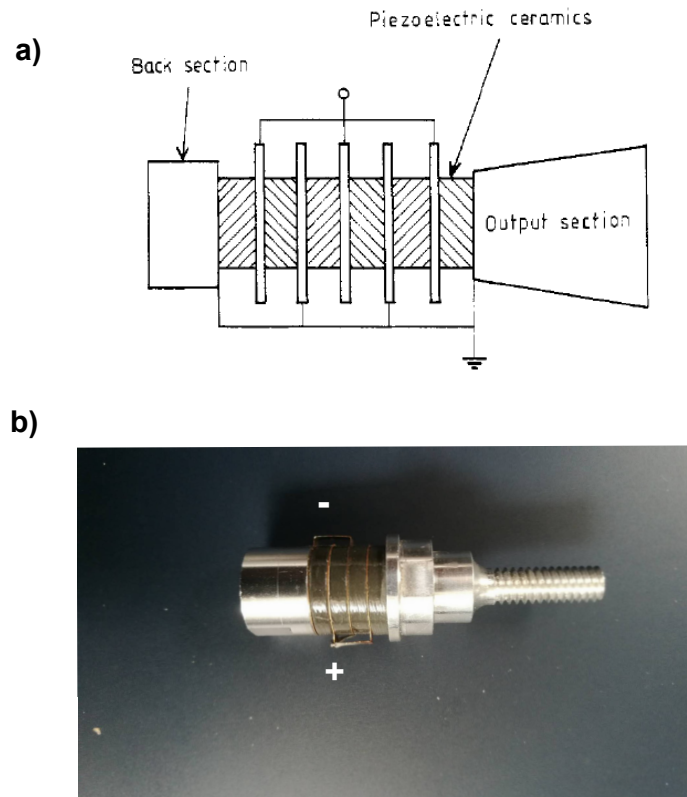 a)
Piezoelectric ceramics
Back section
Output section
b)
-
+